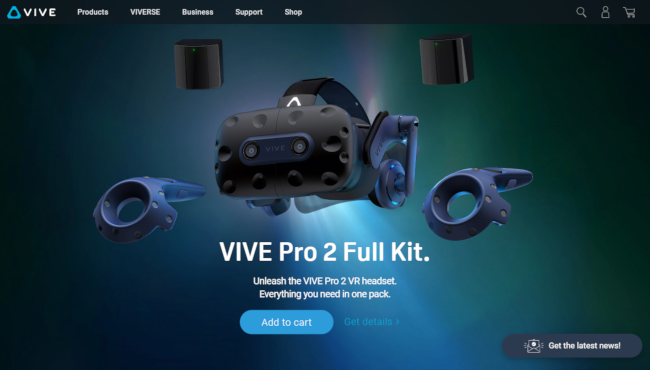 VIVE
Products
VIVERSE
Business
Support
Shop
VIVE
VIVE Pro 2 Full Kit.
Unleash the VIVE Pro 2 VR headset.
Everything you need in one pack.
Add to cart
Get details >
Get the latest news!